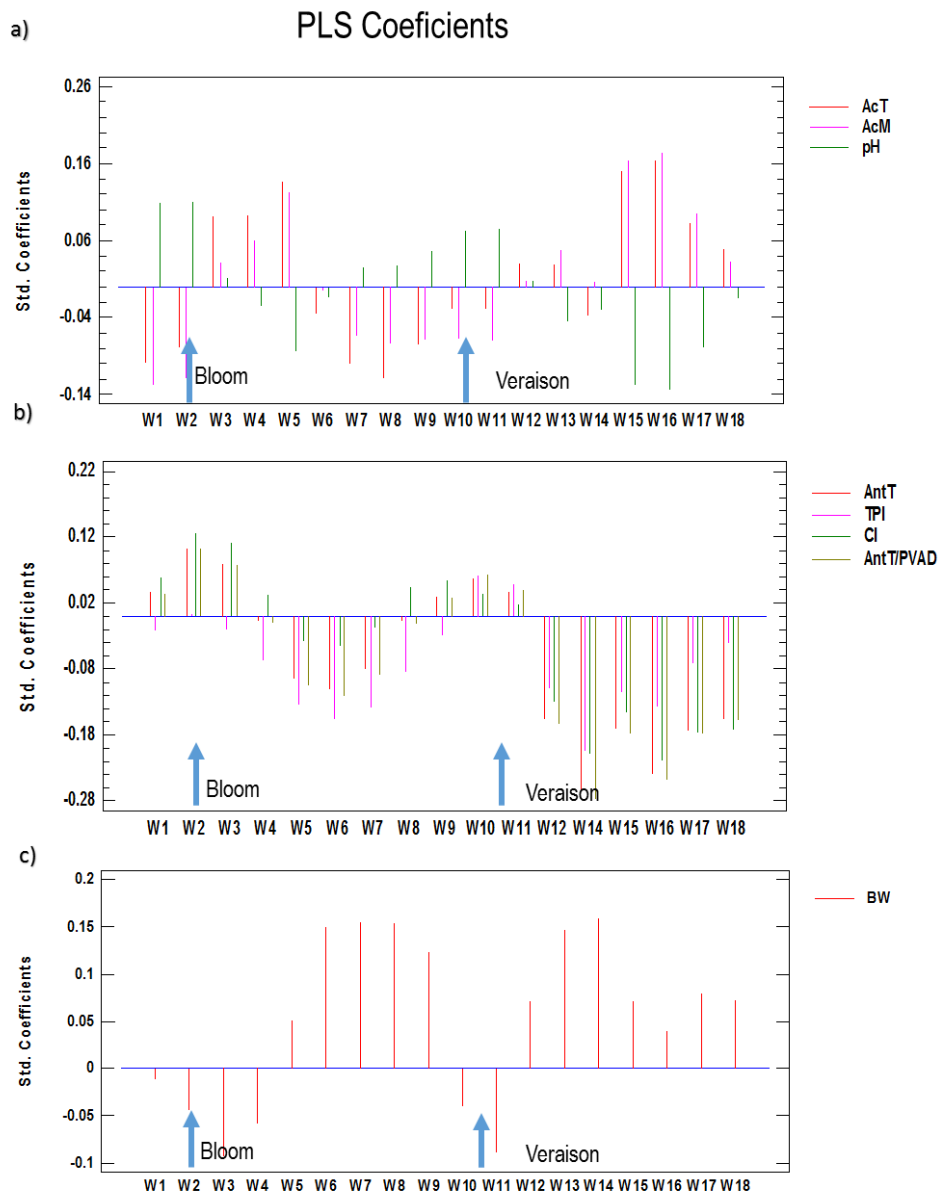 a)
PLS Coeficients
0.26
0.16
0.06
-0.04
-0.14
Std. Coefficients
AcT
AcM
pH
Bloom
Veraison
W1 W2 W3 W4 W5 W6 W7 W8 W9 W10 W11 W12 W13 W14 W15 W16 W17 W18
b)
0.22
0.12
0.02
-0.08
-0.18
-0.28
Std. Coefficients
AntT
TPI
CI
AntT/PVAD
Bloom
Veraison
W1 W2 W3 W4 W5 W6 W7 W8 W9 W10 W11 W12 W14 W15 W16 W17 W18
c)
0.2
0.15
0.1
0.05
0
-0.05
-0.1
Std. Coefficients
BW
Bloom
Veraison
W1 W2 W3 W4 W5 W6 W7 W8 W9 W10 W11 W12 W13 W14 W15 W16 W17 W18